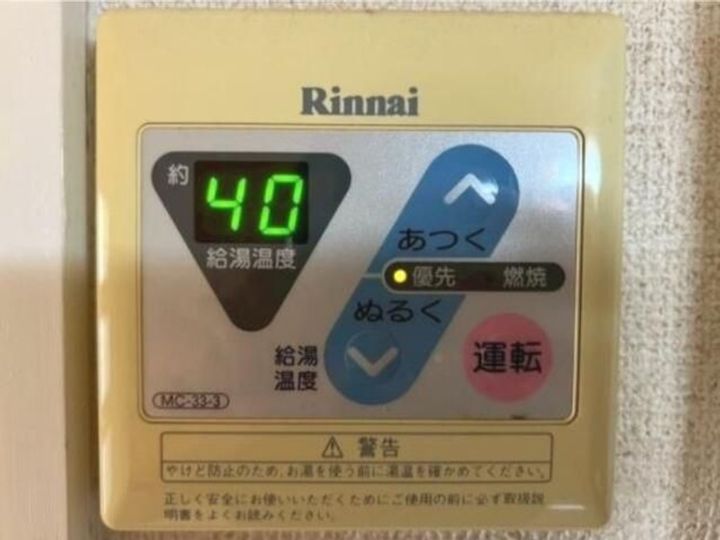 Rinnai
約
40
給湯温度
あつく
優先 燃焼
ぬるく
給湯
温度
運転
MC-33-3
⚠ 警告
やけど防止のため、お湯を使う前に湯温を確かめてください。
正しく安全にお使いいただくためにご使用の前に必ず取扱説
明書をよくお読みください。